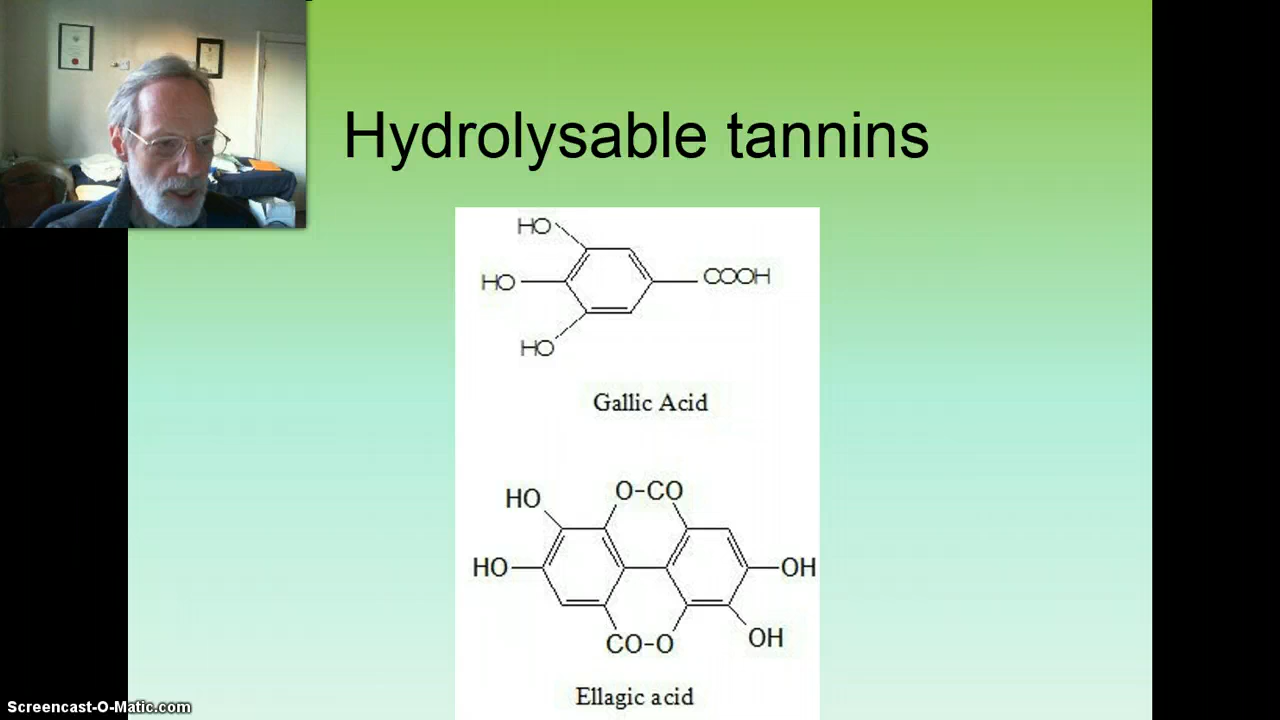 Hydrolysable tannins
HO
HO
COOH
HO
Gallic Acid
O-CO
HO
HO
OH
OH
CO-O
Ellagic acid
Screencast-O-Matic.com